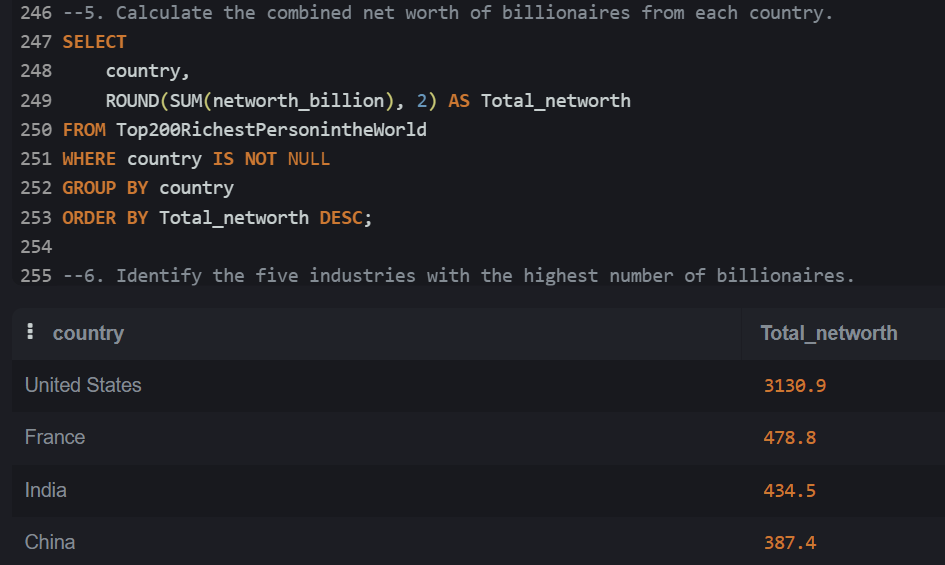 246 --5. Calculate the combined net worth of billionaires from each country.
247 SELECT
248     country,
249     ROUND(SUM(networth_billion), 2) AS Total_networth
250 FROM Top200RichestPersonintheWorld
251 WHERE country IS NOT NULL
252 GROUP BY country
253 ORDER BY Total_networth DESC;
254
255 --6. Identify the five industries with the highest number of billionaires.
country Total_networth
United States 3130.9
France 478.8
India 434.5
China 387.4